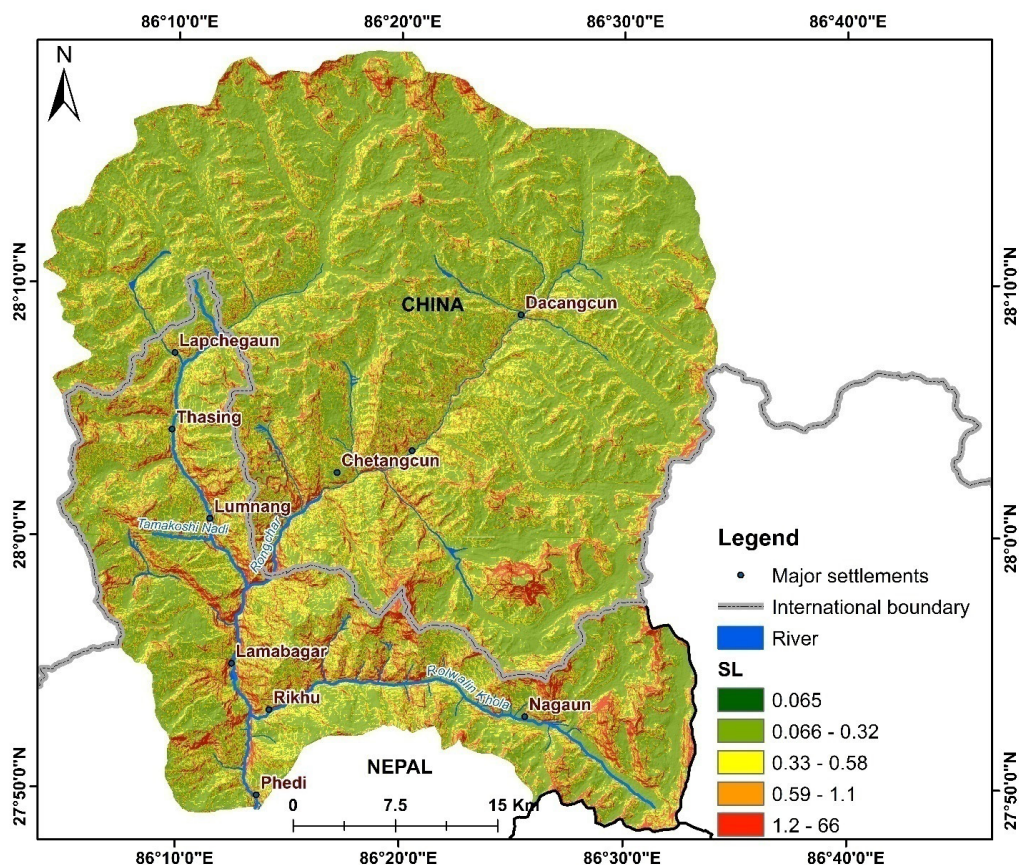 86°10'0"E
86°20'0"E
86°30'0"E
86°40'0"E
N
28°10'0"N
28°10'0"N
CHINA
Dacangcun
Lapchegaun
Thasing
Chetangcun
Lumnang
Tamakoshi Nadi
Rongchar
28°0'0"N
28°0'0"N
Legend
Major settlements
International boundary
River
SL
0.065
0.066 - 0.32
0.33 - 0.58
0.59 - 1.1
1.2 - 66
Lamabagar
Rolwalin Khola
Rikhu
Nagaun
NEPAL
Phedi
0 7.5 15 Km
27°50'0"N
27°50'0"N
86°10'0"E
86°20'0"E
86°30'0"E
86°40'0"E